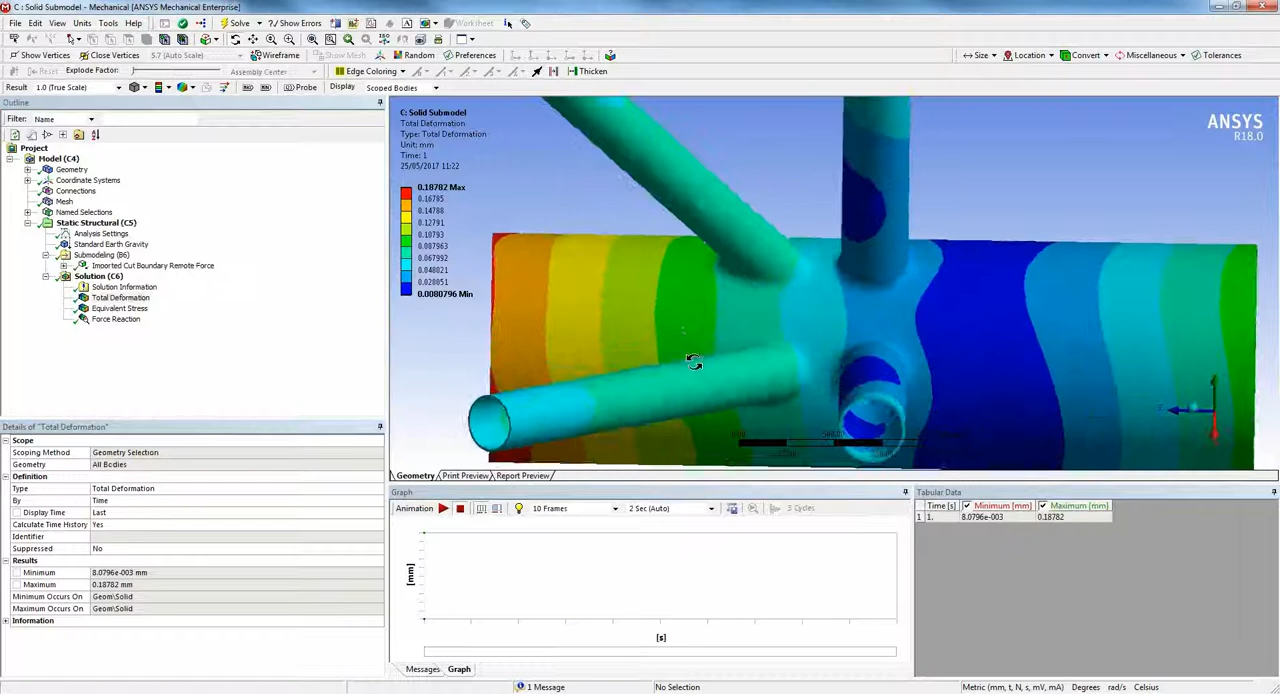 C : Solid Submodel - Mechanical [ANSYS Mechanical Enterprise]
File Edit View Units Tools Help Solve Show Errors Worksheet
Show Vertices Close Vertices 5.7 (Auto Scale) Wireframe Show Mesh Random Preferences Size Location Convert Miscellaneous Tolerances
Reset Explode Factor: Assembly Center Edge Coloring Thicken
Result 1.0 (True Scale) Probe Display Scoped Bodies
Outline
Filter: Name
Project
Model (C4)
Geometry
Coordinate Systems
Connections
Mesh
Named Selections
Static Structural (C5)
Analysis Settings
Standard Earth Gravity
Submodeling (B6)
Imported Cut Boundary Remote Force
Solution (C6)
Solution Information
Total Deformation
Equivalent Stress
Force Reaction
Details of "Total Deformation"
Scope
Scoping Method Geometry Selection
Geometry All Bodies
Definition
Type Total Deformation
By Time
Display Time Last
Calculate Time History Yes
Identifier
Suppressed No
Results
Minimum 8.0796e-003 mm
Maximum 0.18782 mm
Minimum Occurs On Geom\Solid
Maximum Occurs On Geom\Solid
Information
C: Solid Submodel
Total Deformation
Type: Total Deformation
Unit: mm
Time: 1
25/05/2017 11:22
0.18782 Max
0.16785
0.14788
0.12791
0.10793
0.087963
0.067992
0.048021
0.028051
0.0080796 Min
ANSYS
R18.0
Geometry Print Preview Report Preview
Graph
Animation 10 Frames 2 Sec (Auto) 3 Cycles
[mm]
[s]
Messages Graph
Tabular Data
Time [s] Minimum [mm] Maximum [mm]
1 1. 8.0796e-003 0.18782
1 Message No Selection Metric (mm, t, N, s, mV, mA) Degrees rad/s Celsius